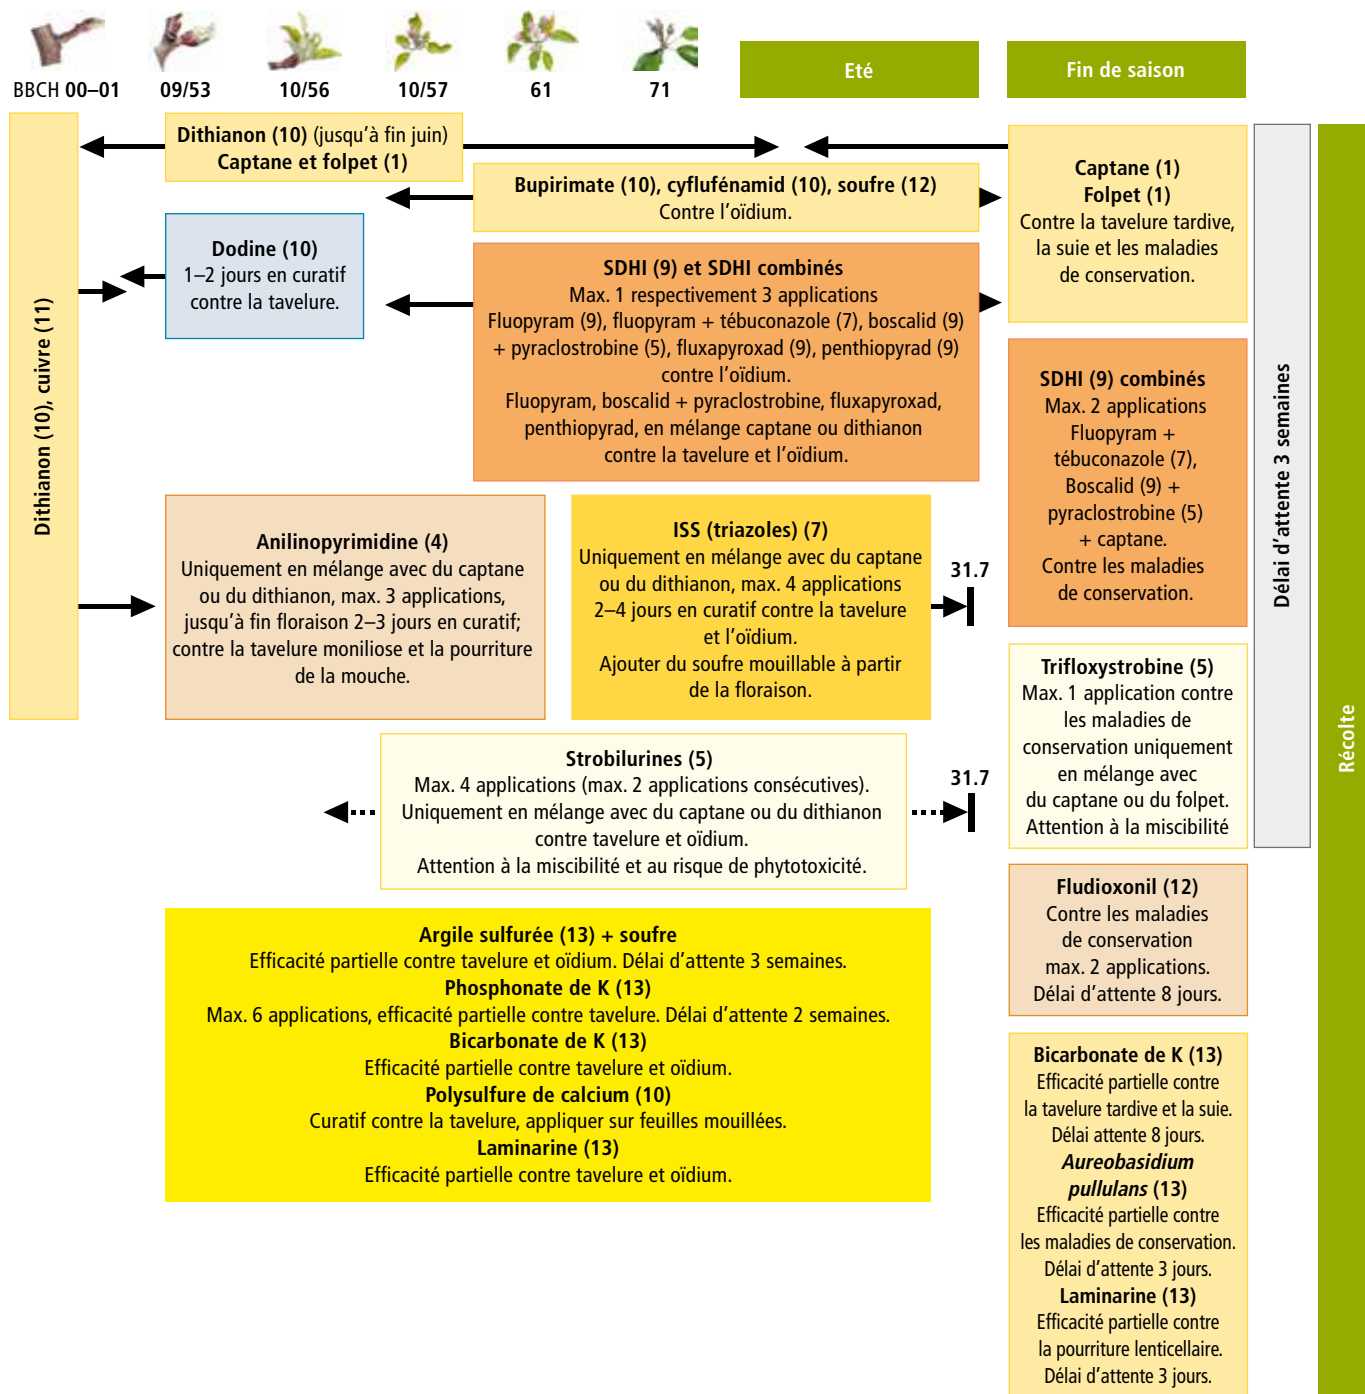 BBCH 00–01
09/53
10/56
10/57
61
71
Eté
Fin de saison
Dithianon (10), cuivre (11)
Dithianon (10) (jusqu'à fin juin)
Captane et folpet (1)
Bupirimate (10), cyflufénamid (10), soufre (12)
Contre l'oïdium.
Dodine (10)
1–2 jours en curatif
contre la tavelure.
SDHI (9) et SDHI combinés
Max. 1 respectivement 3 applications
Fluopyram (9), fluopyram + tébuconazole (7), boscalid (9)
+ pyraclostrobine (5), fluxapyroxad (9), penthiopyrad (9)
contre l'oïdium.
Fluopyram, boscalid + pyraclostrobine, fluxapyroxad,
penthiopyrad, en mélange captane ou dithianon
contre la tavelure et l'oïdium.
Anilinopyrimidine (4)
Uniquement en mélange avec du captane
ou du dithianon, max. 3 applications,
jusqu'à fin floraison 2–3 jours en curatif;
contre la tavelure moniliose et la pourriture
de la mouche.
ISS (triazoles) (7)
Uniquement en mélange avec du captane
ou du dithianon, max. 4 applications
2–4 jours en curatif contre la tavelure
et l'oïdium.
Ajouter du soufre mouillable à partir
de la floraison.
31.7
Strobilurines (5)
Max. 4 applications (max. 2 applications consécutives).
Uniquement en mélange avec du captane ou du dithianon
contre tavelure et oïdium.
Attention à la miscibilité et au risque de phytotoxicité.
31.7
Argile sulfurée (13) + soufre
Efficacité partielle contre tavelure et oïdium. Délai d'attente 3 semaines.
Phosphonate de K (13)
Max. 6 applications, efficacité partielle contre tavelure. Délai d'attente 2 semaines.
Bicarbonate de K (13)
Efficacité partielle contre tavelure et oïdium.
Polysulfure de calcium (10)
Curatif contre la tavelure, appliquer sur feuilles mouillées.
Laminarine (13)
Efficacité partielle contre tavelure et oïdium.
Captane (1)
Folpet (1)
Contre la tavelure tardive,
la suie et les maladies
de conservation.
SDHI (9) combinés
Max. 2 applications
Fluopyram +
tébuconazole (7),
Boscalid (9) +
pyraclostrobine (5)
+ captane.
Contre les maladies
de conservation.
Trifloxystrobine (5)
Max. 1 application contre
les maladies de
conservation uniquement
en mélange avec
du captane ou du folpet.
Attention à la miscibilité
Fludioxonil (12)
Contre les maladies
de conservation
max. 2 applications.
Délai d'attente 8 jours.
Bicarbonate de K (13)
Efficacité partielle contre
la tavelure tardive et la suie.
Délai attente 8 jours.
Aureobasidium
pullulans (13)
Efficacité partielle contre
les maladies de conservation.
Délai d'attente 3 jours.
Laminarine (13)
Efficacité partielle contre
la pourriture lenticellaire.
Délai d'attente 3 jours.
Délai d'attente 3 semaines
Récolte